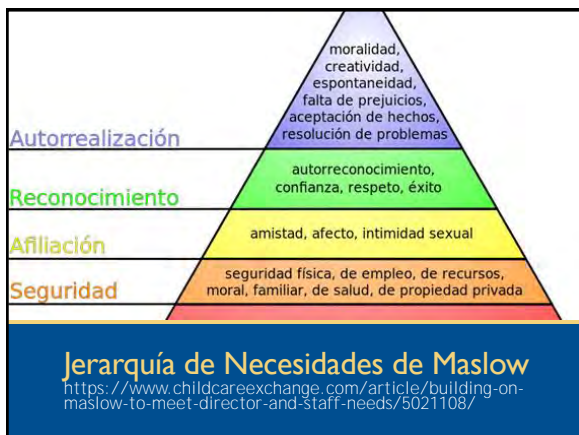 moralidad,
creatividad,
espontaneidad,
falta de prejuicios,
aceptación de hechos,
resolución de problemas
Autorrealización
autorreconocimiento,
confianza, respeto, éxito
Reconocimiento
amistad, afecto, intimidad sexual
Afiliación
seguridad física, de empleo, de recursos,
moral, familiar, de salud, de propiedad privada
Seguridad
Jerarquía de Necesidades de Maslow
https://www.childcareexchange.com/article/building-on-
maslow-to-meet-director-and-staff-needs/5021108/